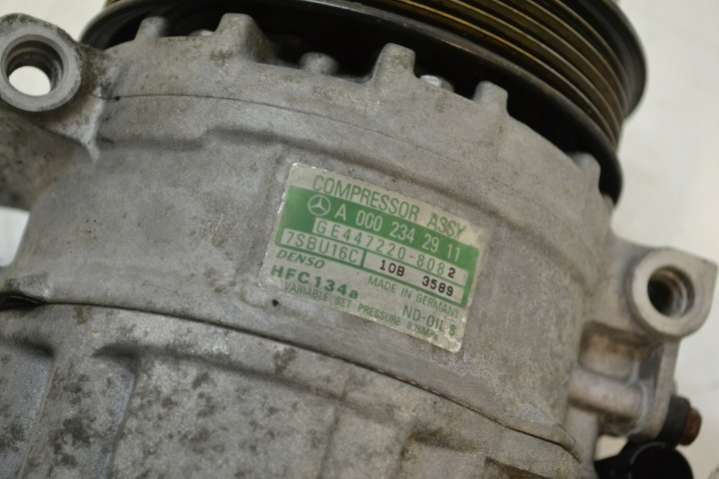 COMPRESSOR ASSY
A 000 234 29 11
GE447220-8082
7SBU16C 10B 3589
DENSO MADE IN GERMANY
HFC134a ND-OIL 8
VARIABLE SET PRESSURE